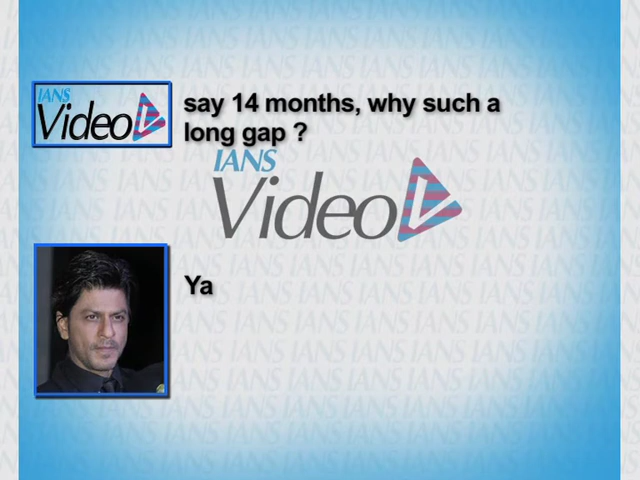 IANS
Video
say 14 months, why such a
long gap ?
IANS
Video
Ya